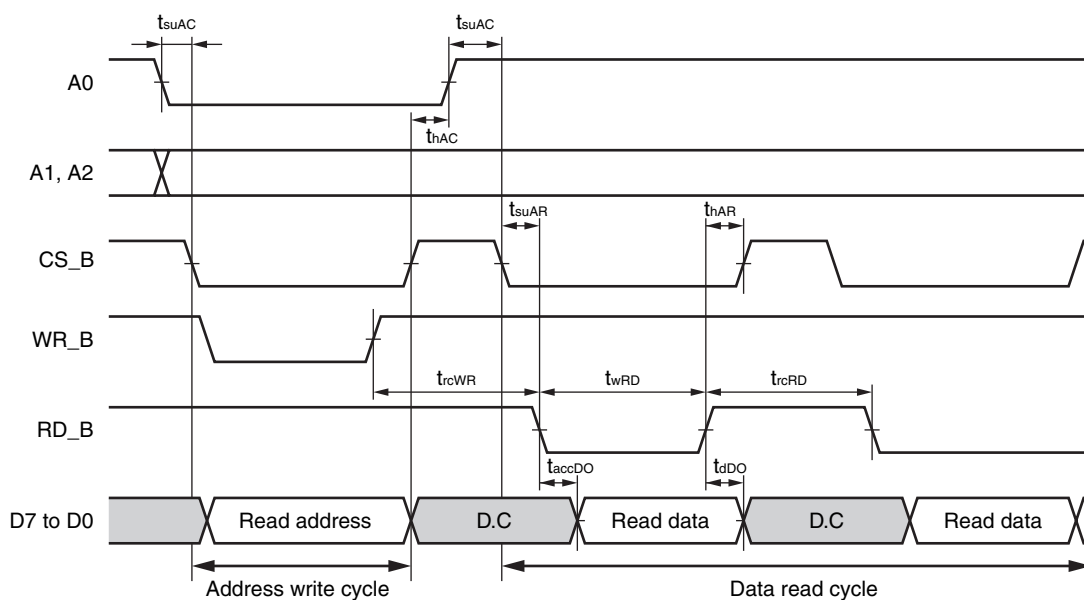 tsuAC tsuAC
A0
thAC
A1, A2
tsuAR thAR
CS_B
WR_B
trcWR twRD trcRD
RD_B
taccDO tdDO
D7 to D0 Read address D.C Read data D.C Read data
Address write cycle Data read cycle